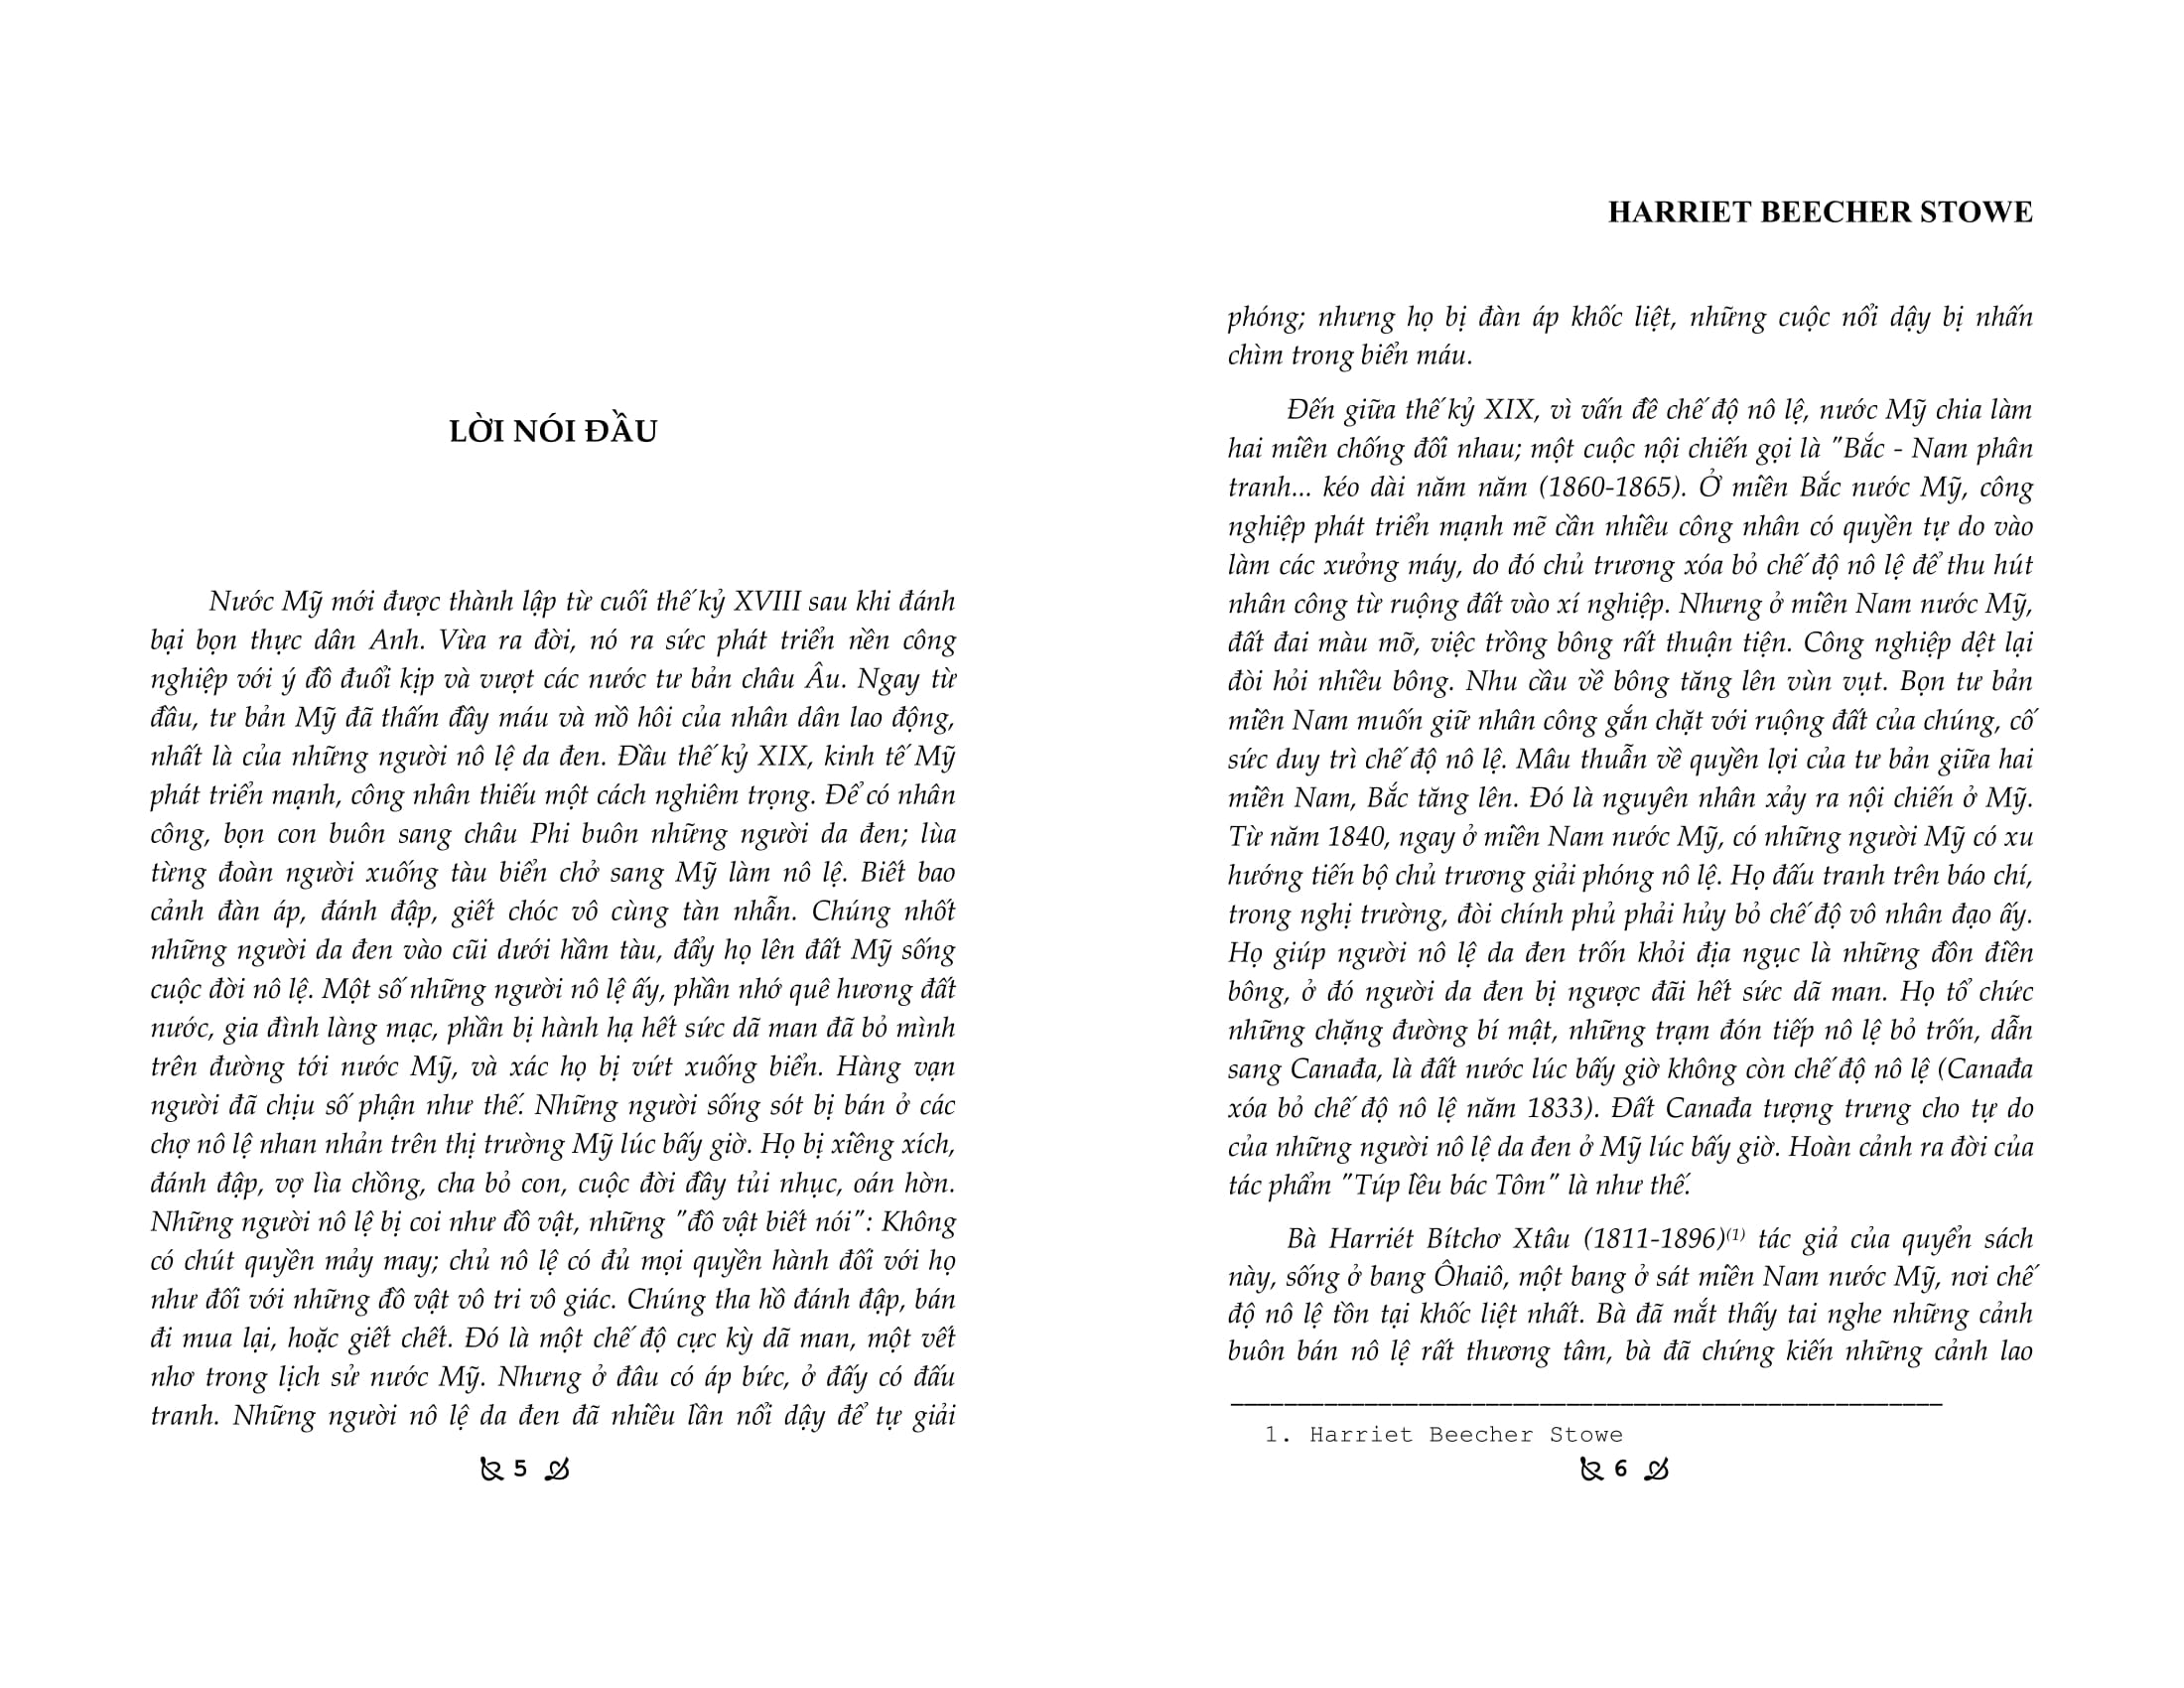 LỜI NÓI ĐẦU
Nước Mỹ mới được thành lập từ cuối thế kỷ XVIII sau khi đánh
bại bọn thực dân Anh. Vừa ra đời, nó ra sức phát triển nền công
nghiệp với ý đồ đuổi kịp và vượt các nước tư bản châu Âu. Ngay từ
đầu, tư bản Mỹ đã thấm đầy máu và mồ hôi của nhân dân lao động,
nhất là của những người nô lệ da đen. Đầu thế kỷ XIX, kinh tế Mỹ
phát triển mạnh, công nhân thiếu một cách nghiêm trọng. Để có nhân
công, bọn con buôn sang châu Phi buôn những người da đen; lùa
từng đoàn người xuống tàu biển chở sang Mỹ làm nô lệ. Biết bao
cảnh đàn áp, đánh đập, giết chóc vô cùng tàn nhẫn. Chúng nhốt
những người da đen vào cũi dưới hầm tàu, đẩy họ lên đất Mỹ sống
cuộc đời nô lệ. Một số những người nô lệ ấy, phần nhớ quê hương đất
nước, gia đình làng mạc, phần bị hành hạ hết sức dã man đã bỏ mình
trên đường tới nước Mỹ, và xác họ bị vứt xuống biển. Hàng vạn
người đã chịu số phận như thế. Những người sống sót bị bán ở các
chợ nô lệ nhan nhản trên thị trường Mỹ lúc bấy giờ. Họ bị xiềng xích,
đánh đập, vợ lìa chồng, cha bỏ con, cuộc đời đầy tủi nhục, oán hờn.
Những người nô lệ bị coi như đồ vật, những "đồ vật biết nói": Không
có chút quyền mảy may; chủ nô lệ có đủ mọi quyền hành đối với họ
như đối với những đồ vật vô tri vô giác. Chúng tha hồ đánh đập, bán
đi mua lại, hoặc giết chết. Đó là một chế độ cực kỳ dã man, một vết
nhơ trong lịch sử nước Mỹ. Nhưng ở đâu có áp bức, ở đấy có đấu
tranh. Những người nô lệ da đen đã nhiều lần nổi dậy để tự giải
5
HARRIET BEECHER STOWE
phóng; nhưng họ bị đàn áp khốc liệt, những cuộc nổi dậy bị nhấn
chìm trong biển máu.
Đến giữa thế kỷ XIX, vì vấn đề chế độ nô lệ, nước Mỹ chia làm
hai miền chống đối nhau; một cuộc nội chiến gọi là "Bắc - Nam phân
tranh... kéo dài năm năm (1860-1865). Ở miền Bắc nước Mỹ, công
nghiệp phát triển mạnh mẽ cần nhiều công nhân có quyền tự do vào
làm các xưởng máy, do đó chủ trương xóa bỏ chế độ nô lệ để thu hút
nhân công từ ruộng đất vào xí nghiệp. Nhưng ở miền Nam nước Mỹ,
đất đai màu mỡ, việc trồng bông rất thuận tiện. Công nghiệp dệt lại
đòi hỏi nhiều bông. Nhu cầu về bông tăng lên vùn vụt. Bọn tư bản
miền Nam muốn giữ nhân công gắn chặt với ruộng đất của chúng, cố
sức duy trì chế độ nô lệ. Mâu thuẫn về quyền lợi của tư bản giữa hai
miền Nam, Bắc tăng lên. Đó là nguyên nhân xảy ra nội chiến ở Mỹ.
Từ năm 1840, ngay ở miền Nam nước Mỹ, có những người Mỹ có xu
hướng tiến bộ chủ trương giải phóng nô lệ. Họ đấu tranh trên báo chí,
trong nghị trường, đòi chính phủ phải hủy bỏ chế độ vô nhân đạo ấy.
Họ giúp người nô lệ da đen trốn khỏi địa ngục là những đồn điền
bông, ở đó người da đen bị ngược đãi hết sức dã man. Họ tổ chức
những chặng đường bí mật, những trạm đón tiếp nô lệ bỏ trốn, dẫn
sang Canađa, là đất nước lúc bấy giờ không còn chế độ nô lệ (Canađa
xóa bỏ chế độ nô lệ năm 1833). Đất Canađa tượng trưng cho tự do
của những người nô lệ da đen ở Mỹ lúc bấy giờ. Hoàn cảnh ra đời của
tác phẩm "Túp lều bác Tôm" là như thế.
Bà Harriét Bítchơ Xtâu (1811-1896)(1) tác giả của quyển sách
này, sống ở bang Ôhaiô, một bang ở sát miền Nam nước Mỹ, nơi chế
độ nô lệ tồn tại khốc liệt nhất. Bà đã mắt thấy tai nghe những cảnh
buôn bán nô lệ rất thương tâm, bà đã chứng kiến những cảnh lao
1. Harriet Beecher Stowe
6